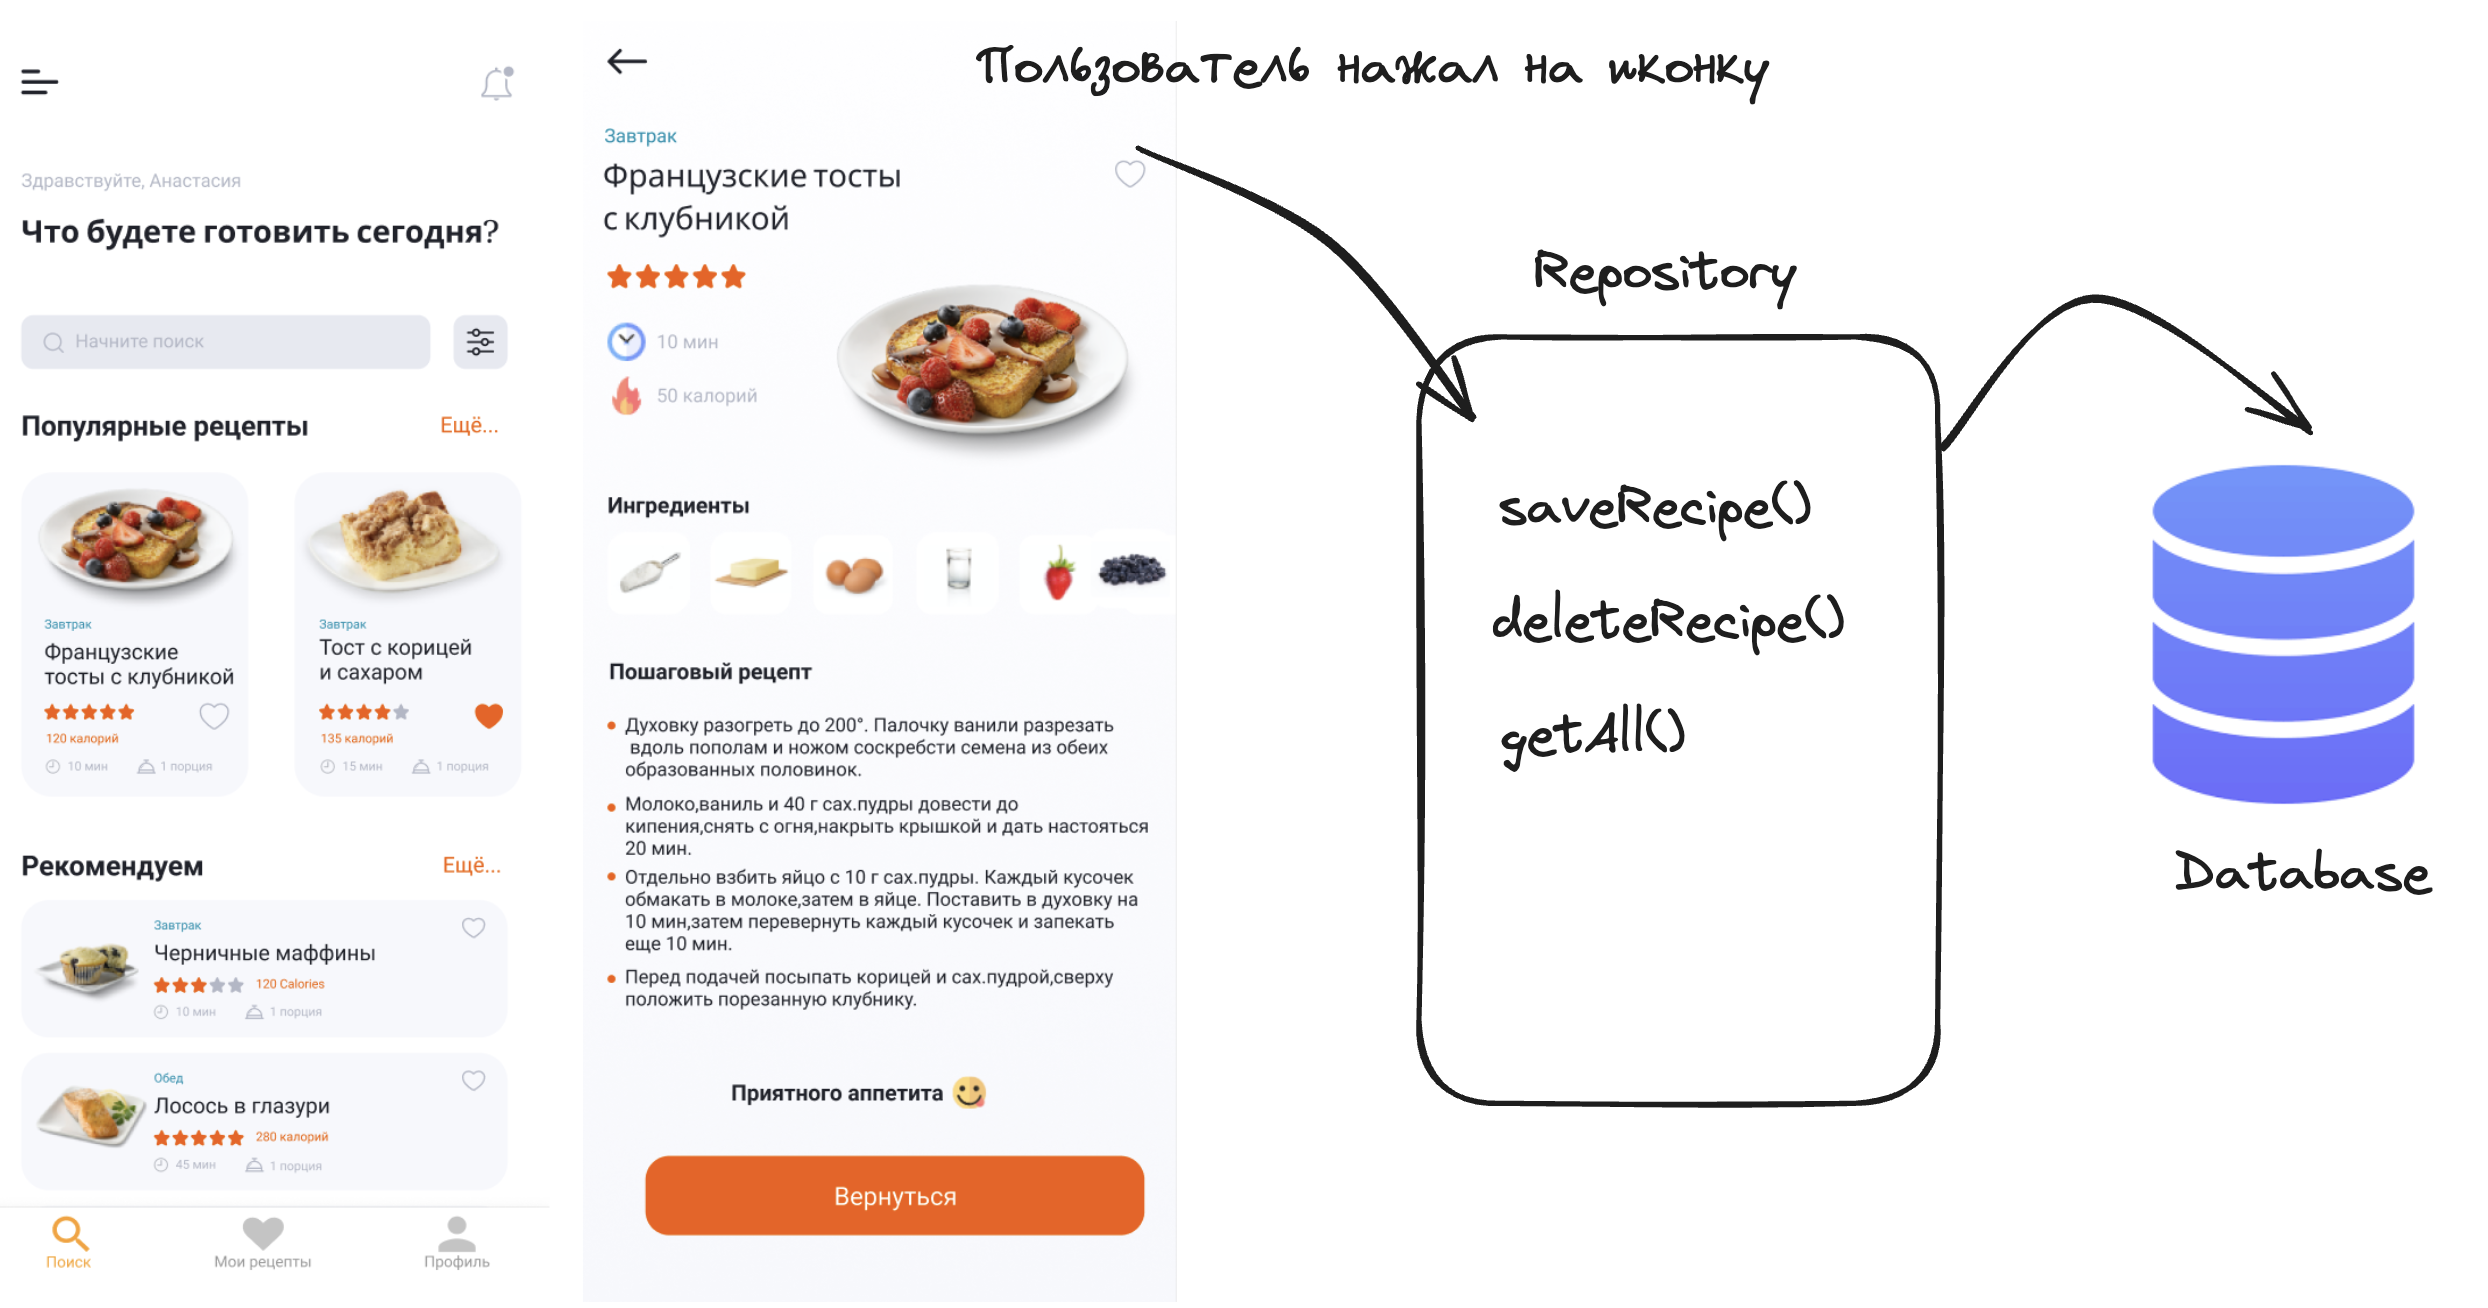 Здравствуйте, Анастасия
Что будете готовить сегодня?
Начните поиск
Популярные рецепты
Ещё...
Завтрак
Французские
тосты с клубникой
120 калорий
10 мин
1 порция
Завтрак
Тост с корицей
и сахаром
135 калорий
15 мин
1 порция
Рекомендуем
Ещё...
Завтрак
Черничные маффины
120 Calories
10 мин
1 порция
Обед
Лосось в глазури
280 калорий
45 мин
1 порция
Поиск
Мои рецепты
Профиль
Завтрак
Французские тосты
с клубникой
10 мин
50 калорий
Ингредиенты
Пошаговый рецепт
Духовку разогреть до 200°. Палочку ванили разрезать
вдоль пополам и ножом соскребсти семена из обеих
образованных половинок.
Молоко,ваниль и 40 г сах.пудры довести до
кипения,снять с огня,накрыть крышкой и дать настояться
20 мин.
Отдельно взбить яйцо с 10 г сах.пудры. Каждый кусочек
обмакать в молоке,затем в яйце. Поставить в духовку на
10 мин,затем перевернуть каждый кусочек и запекать
еще 10 мин.
Перед подачей посыпать корицей и сах.пудрой,сверху
положить порезанную клубнику.
Приятного аппетита
Вернуться
Пользователь нажал на иконку
Repository
saveRecipe()
deleteRecipe()
getAll()
Database